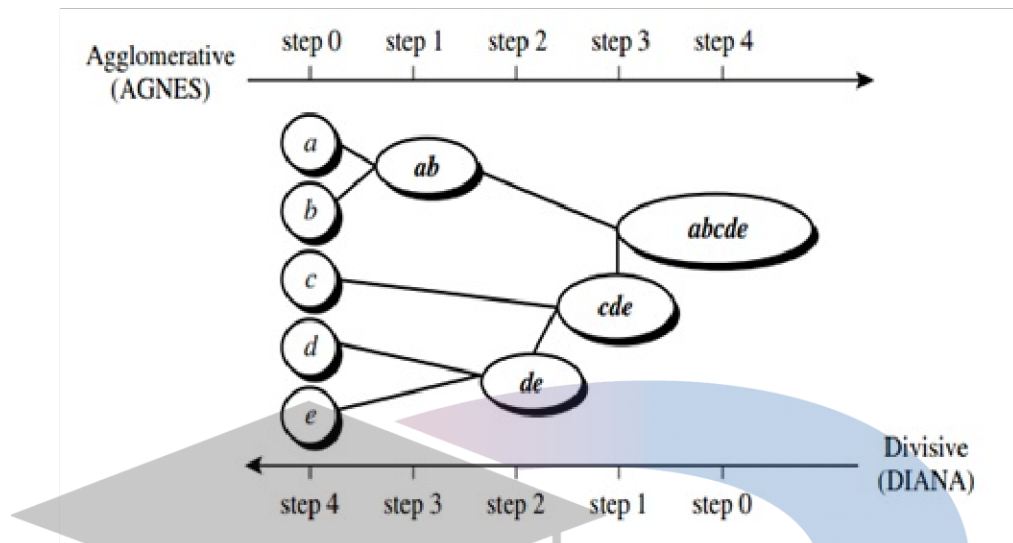 step 0 step 1 step 2 step 3 step 4
Agglomerative
(AGNES)
a
ab
b
abcde
c
cde
d
de
e
Divisive
(DIANA)
step 4 step 3 step 2 step 1 step 0